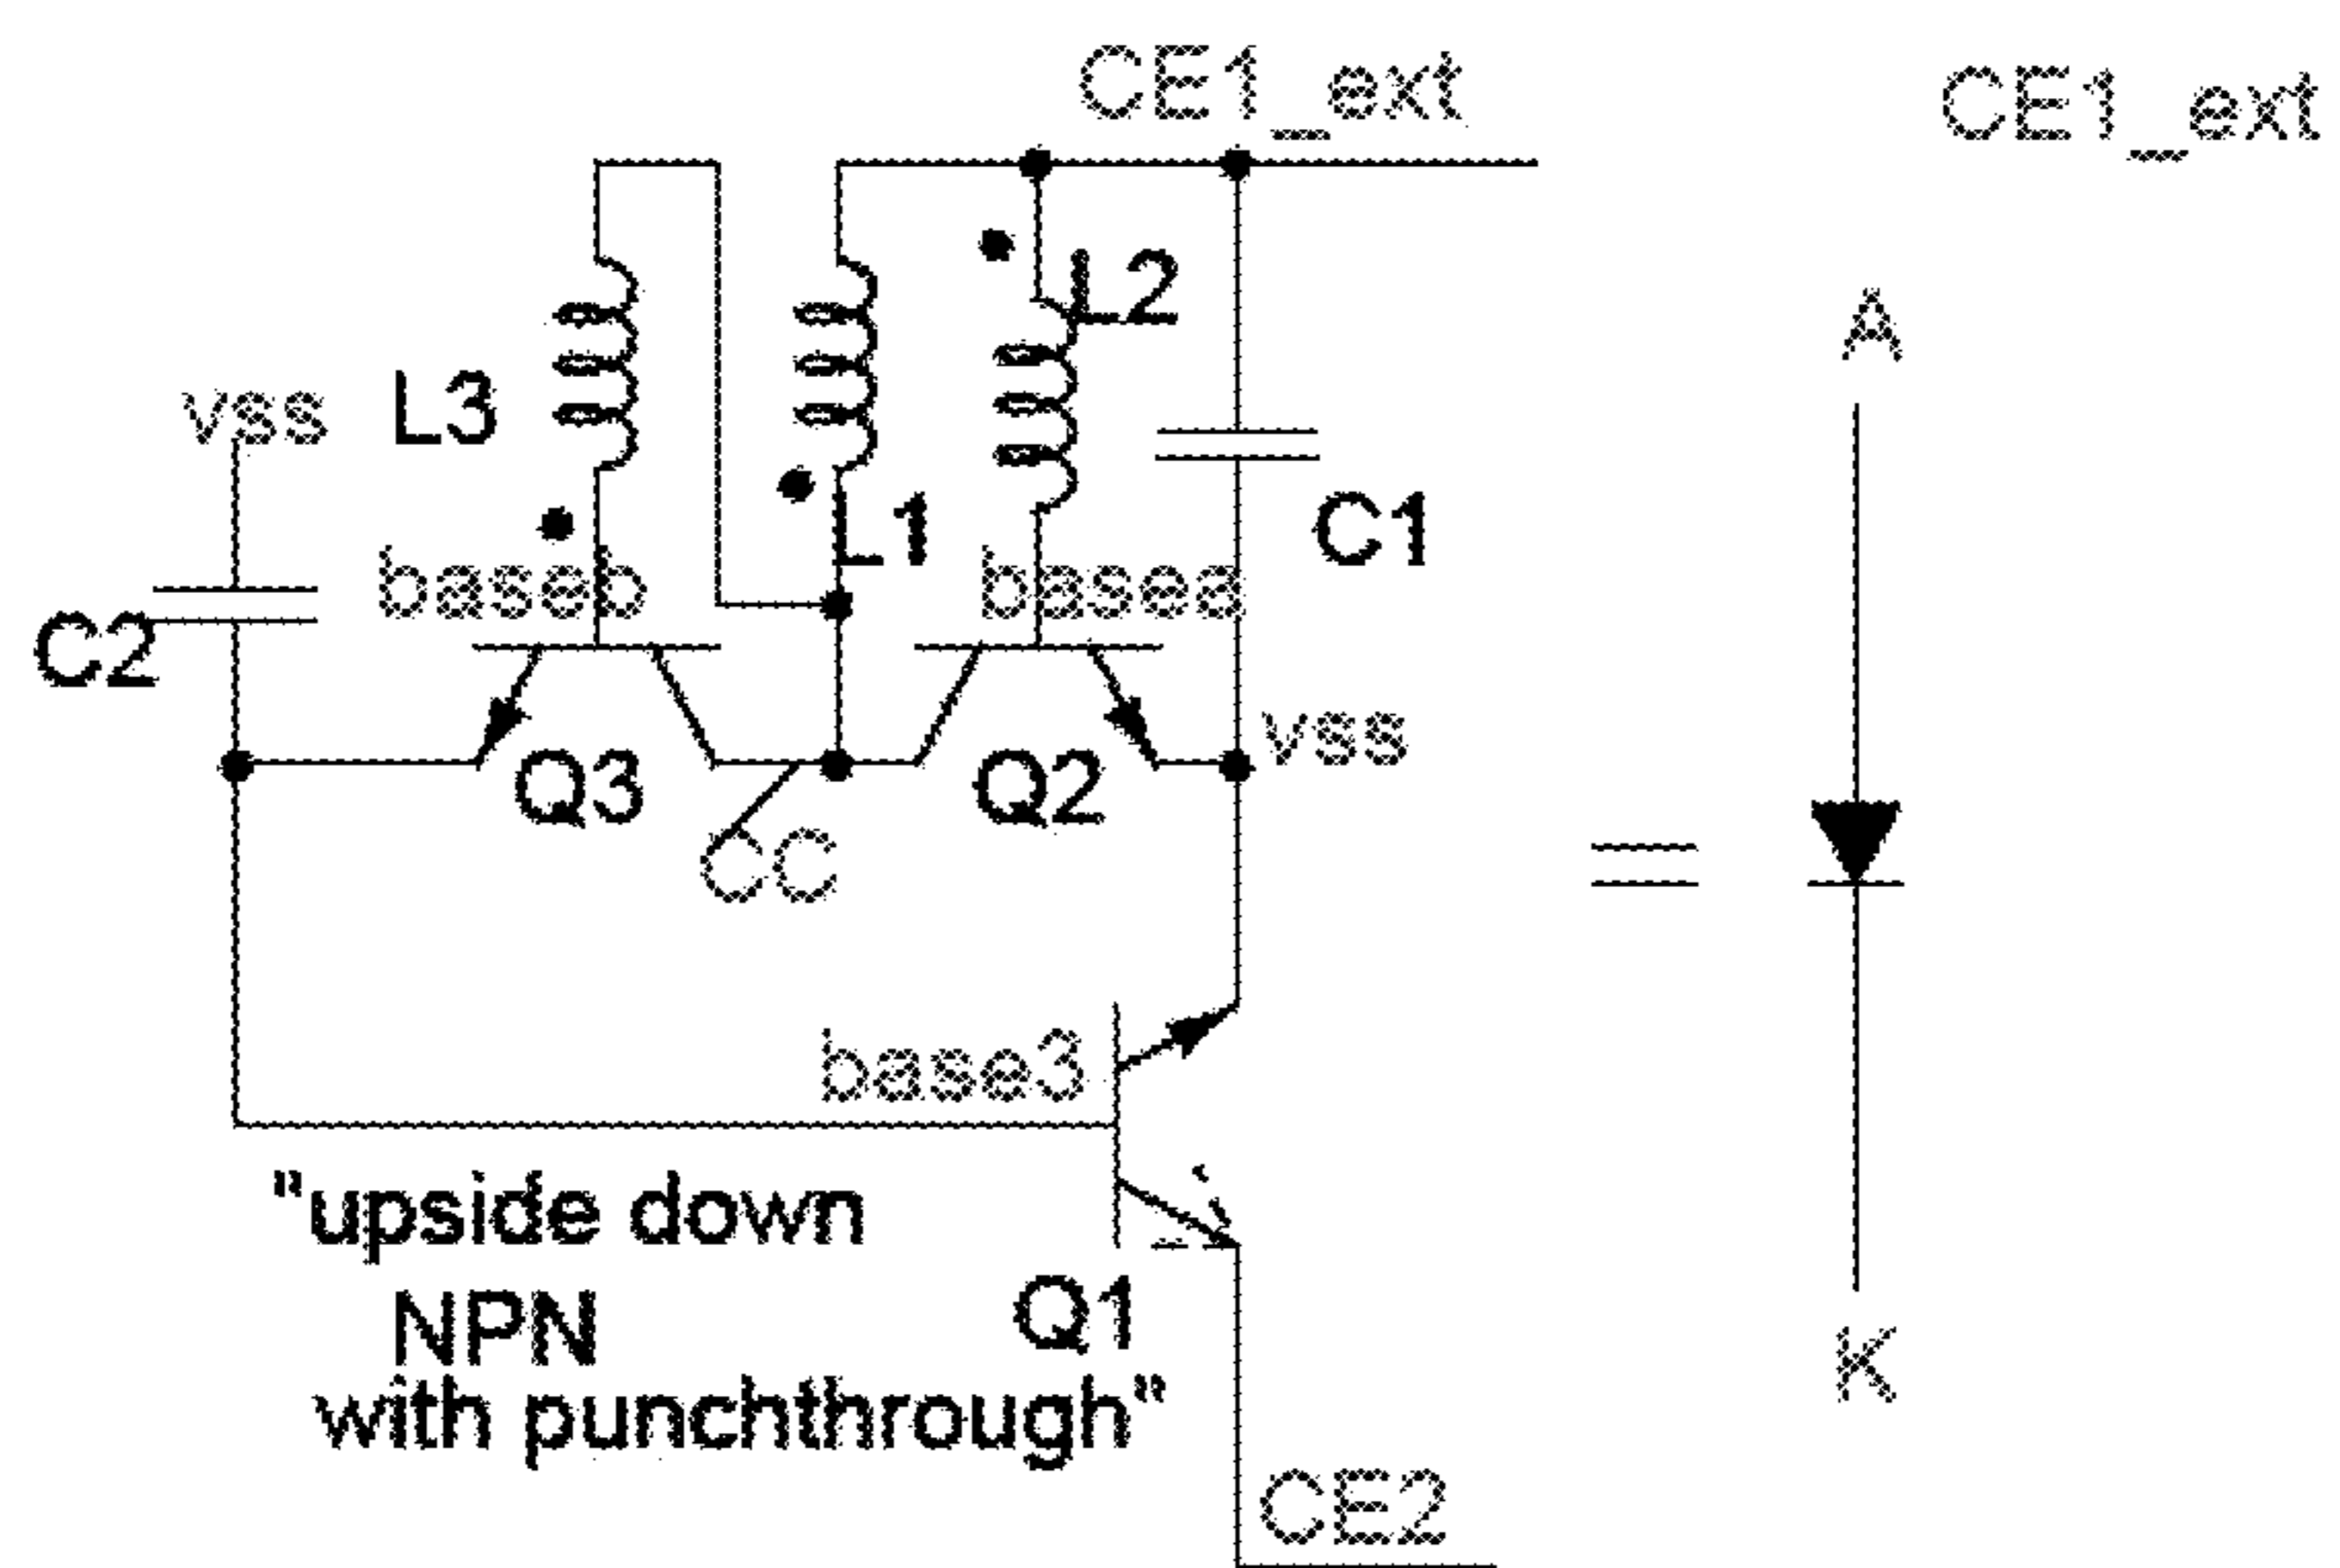 CE1_ext
CE1_ext
L2
A
vss
L3
L1
C1
baseb
basea
C2
vss
Q3
Q2
CC
=
base3
"upside down
NPN
with punchthrough"
Q1
K
CE2